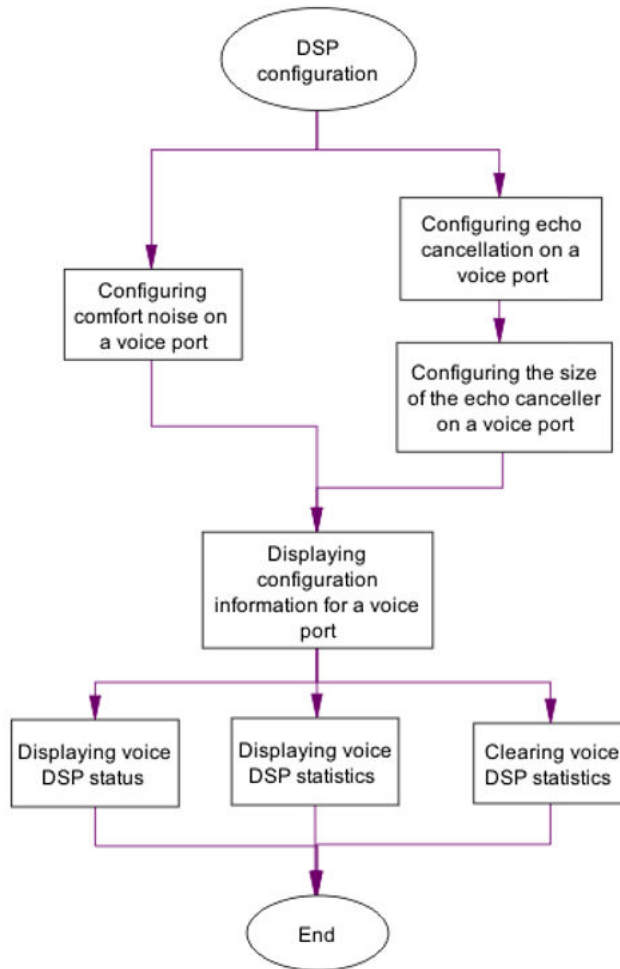 DSP
configuration
Configuring echo
cancellation on a
voice port
Configuring
comfort noise on
a voice port
Configuring the size
of the echo canceller
on a voice port
Displaying
configuration
information for a voice
port
Displaying voice
DSP status
Displaying voice
DSP statistics
Clearing voice
DSP statistics
End